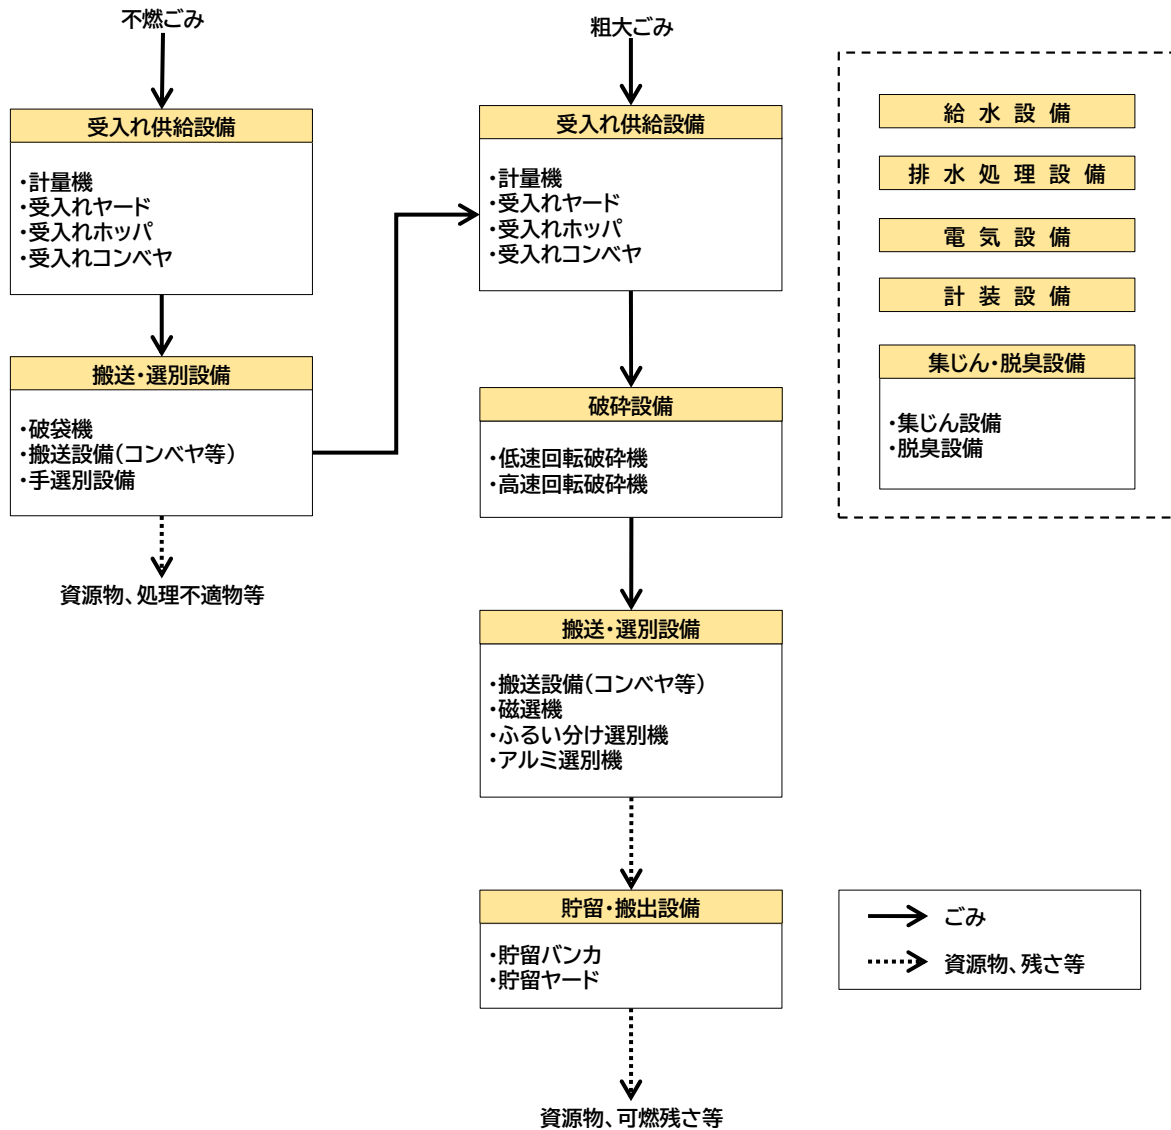 不燃ごみ
受入れ供給設備
・計量機
・受入れヤード
・受入れホッパ
・受入れコンベヤ
搬送・選別設備
・破袋機
・搬送設備(コンベヤ等)
・手選別設備
資源物、処理不適物等
粗大ごみ
受入れ供給設備
・計量機
・受入れヤード
・受入れホッパ
・受入れコンベヤ
破砕設備
・低速回転破砕機
・高速回転破砕機
搬送・選別設備
・搬送設備(コンベヤ等)
・磁選機
・ふるい分け選別機
・アルミ選別機
貯留・搬出設備
・貯留バンカ
・貯留ヤード
資源物、可燃残さ等
給 水 設 備
排 水 処 理 設 備
電 気 設 備
計 装 設 備
集じん・脱臭設備
・集じん設備
・脱臭設備
ごみ
資源物、残さ等